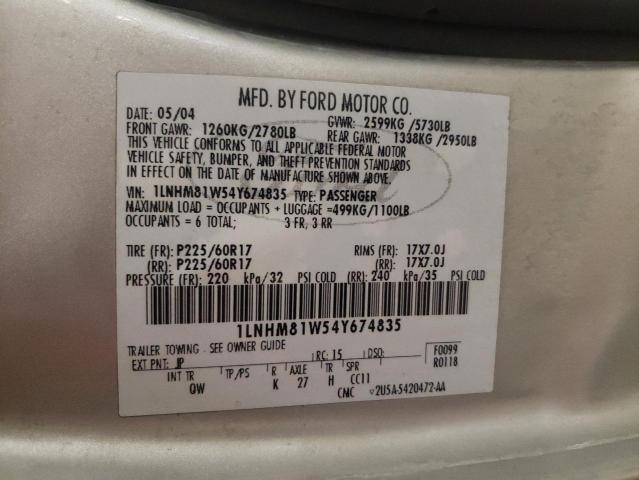 MFD. BY FORD MOTOR CO.
DATE: 05/04 GVWR: 2599KG/5730LB
FRONT GAWR: 1260KG/2780LB REAR GAWR: 1338KG/2950LB
THIS VEHICLE CONFORMS TO ALL APPLICABLE FEDERAL MOTOR
VEHICLE SAFETY, BUMPER, AND THEFT PREVENTION STANDARDS
IN EFFECT ON THE DATE OF MANUFACTURE SHOWN ABOVE.
VIN: 1LNHM81W54Y674835 TYPE: PASSENGER
MAXIMUM LOAD = OCCUPANTS + LUGGAGE = 499KG/1100LB
OCCUPANTS = 6 TOTAL; 3 FR, 3 RR
TIRE (FR): P225/60R17 RIMS (FR): 17X7.0J
(RR): P225/60R17 (RR): 17X7.0J
PRESSURE (FR): 220 kPa/32 PSI COLD (RR): 240 kPa/35 PSI COLD
1LNHM81W54Y674835
TRAILER TOWING - SEE OWNER GUIDE
EXT PNT: JP RC: 15 DSO: F0099
R0118
INT TR TP/PS R AXLE TR SPR
QW K 27 H CC11
CMC ▽2U5A-5420472-AA